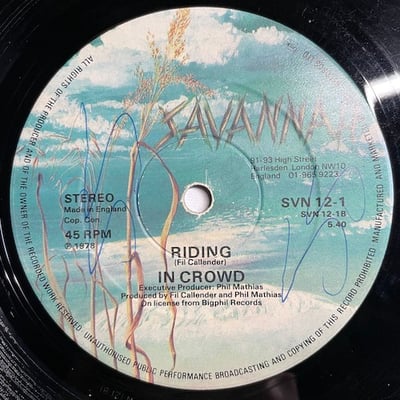 SAVANNA
91-93 High Street
Harlesden, London NW10
England 01-965 9223
STEREO
Made in England
Cop. Con.
45 RPM
℗ 1978
SVN 12-1
SVN 12-1B
5.40
RIDING
(Fil Callender)
IN CROWD
Executive Producer: Phil Mathias
Produced by Fil Callender and Phil Mathias
On license from Bigphil Records
ALL RIGHTS OF THE PRODUCER AND OF THE OWNER OF THE RECORDED WORK RESERVED
UNAUTHORISED PUBLIC PERFORMANCE BROADCASTING AND COPYING OF THIS RECORD PROHIBITED
MANUFACTURED AND